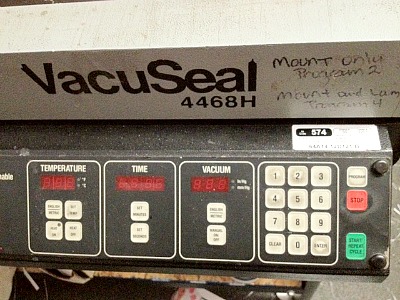 VacuSeal
4468H
Mount only
Program 2
Mount and Lam
Program 4
574
TEMPERATURE
TIME
VACUUM
°F
°C
ENGLISH
METRIC
SET
TEMP
HEAT
OFF
SET
MINUTES
SET
SECONDS
ENGLISH
METRIC
MANUAL
ON
OFF
1 2 3
4 5 6
7 8 9
CLEAR 0 ENTER
PROGRAM
STOP
START
REPEAT
CYCLE